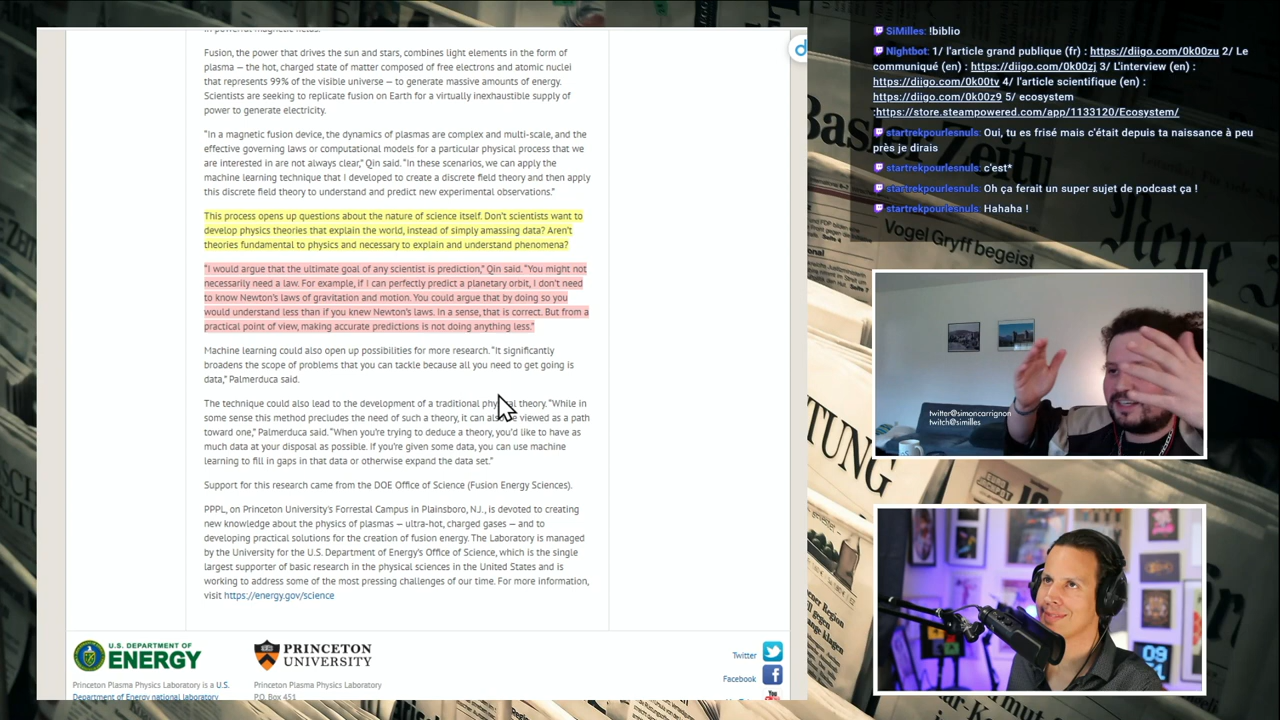 in powerful magnetic fields.
Fusion, the power that drives the sun and stars, combines light elements in the form of
plasma — the hot, charged state of matter composed of free electrons and atomic nuclei
that represents 99% of the visible universe — to generate massive amounts of energy.
Scientists are seeking to replicate fusion on Earth for a virtually inexhaustible supply of
power to generate electricity.
“In a magnetic fusion device, the dynamics of plasmas are complex and multi-scale, and the
effective governing laws or computational models for a particular physical process that we
are interested in are not always clear,” Qin said. “In these scenarios, we can apply the
machine learning technique that I developed to create a discrete field theory and then apply
this discrete field theory to understand and predict new experimental observations.”
This process opens up questions about the nature of science itself. Don’t scientists want to
develop physics theories that explain the world, instead of simply amassing data? Aren’t
theories fundamental to physics and necessary to explain and understand phenomena?
“I would argue that the ultimate goal of any scientist is prediction,” Qin said. “You might not
necessarily need a law. For example, if I can perfectly predict a planetary orbit, I don’t need
to know Newton’s laws of gravitation and motion. You could argue that by doing so you
would understand less than if you knew Newton’s laws. In a sense, that is correct. But from a
practical point of view, making accurate predictions is not doing anything less.”
Machine learning could also open up possibilities for more research. “It significantly
broadens the scope of problems that you can tackle because all you need to get going is
data,” Palmerduca said.
The technique could also lead to the development of a traditional physical theory. “While in
some sense this method precludes the need of such a theory, it can also be viewed as a path
toward one,” Palmerduca said. “When you’re trying to deduce a theory, you’d like to have as
much data at your disposal as possible. If you’re given some data, you can use machine
learning to fill in gaps in that data or otherwise expand the data set.”
Support for this research came from the DOE Office of Science (Fusion Energy Sciences).
PPPL, on Princeton University’s Forrestal Campus in Plainsboro, N.J., is devoted to creating
new knowledge about the physics of plasmas — ultra-hot, charged gases — and to
developing practical solutions for the creation of fusion energy. The Laboratory is managed
by the University for the U.S. Department of Energy’s Office of Science, which is the single
largest supporter of basic research in the physical sciences in the United States and is
working to address some of the most pressing challenges of our time. For more information,
visit https://energy.gov/science
U.S. DEPARTMENT OF
ENERGY
PRINCETON
UNIVERSITY
Princeton Plasma Physics Laboratory is a U.S.
Department of Energy national laboratory
Princeton Plasma Physics Laboratory
P.O. Box 451
Twitter
Facebook
SiMilles: !biblio
Nightbot: 1/ l'article grand publique (fr) : https://diigo.com/0k00zu 2/ Le
communiqué (en) : https://diigo.com/0k00zj 3/ L'interview (en) :
https://diigo.com/0k00tv 4/ l'article scientifique (en) :
https://diigo.com/0k00z9 5/ ecosystem
:https://store.steampowered.com/app/1133120/Ecosystem/
startrekpourlesnuls: Oui, tu es frisé mais c'était depuis ta naissance à peu
près je dirais
startrekpourlesnuls: c'est*
startrekpourlesnuls: Oh ça ferait un super sujet de podcast ça !
startrekpourlesnuls: Hahaha !
Vogel Gryff begeistert
twitter@simoncarrignon
twitch@similles